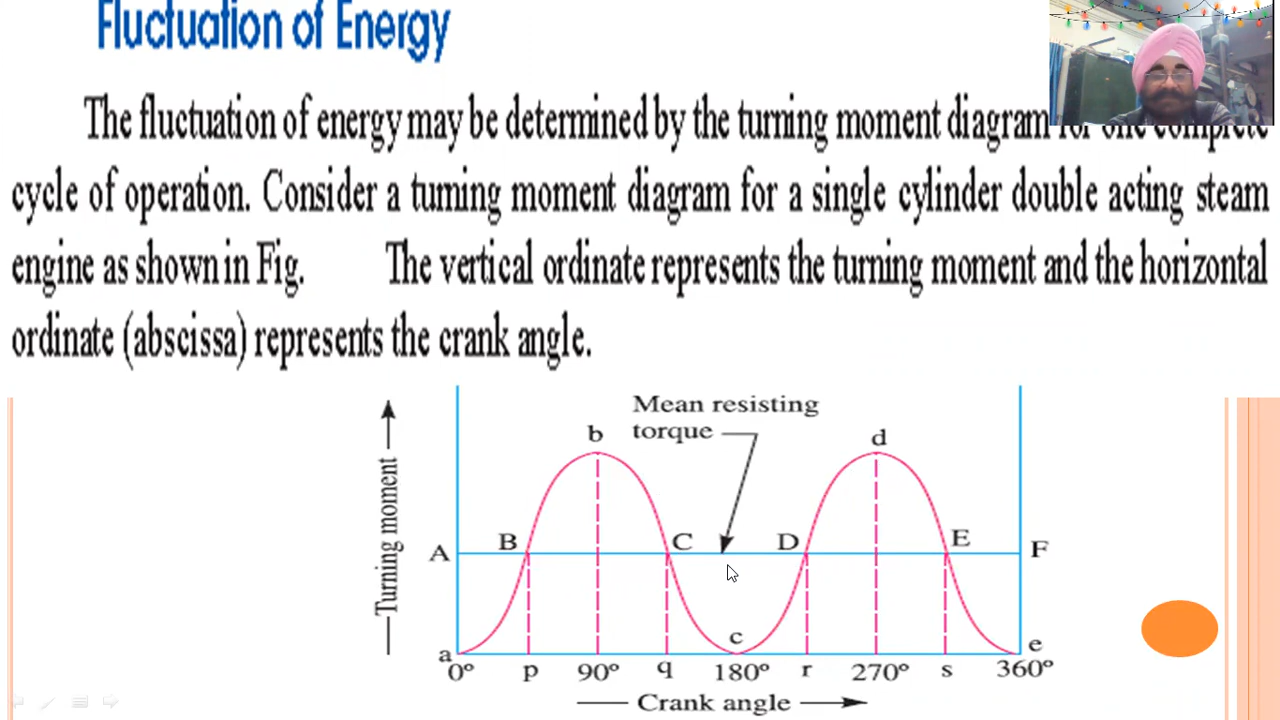 Fluctuation of Energy
The fluctuation of energy may be determined by the turning moment diagram for one complete
cycle of operation. Consider a turning moment diagram for a single cylinder double acting steam
engine as shown in Fig. The vertical ordinate represents the turning moment and the horizontal
ordinate (abscissa) represents the crank angle.
Mean resisting
torque
b
d
Turning moment
A
B
C
D
E
F
a
c
e
0° p 90° q 180° r 270° s 360°
Crank angle